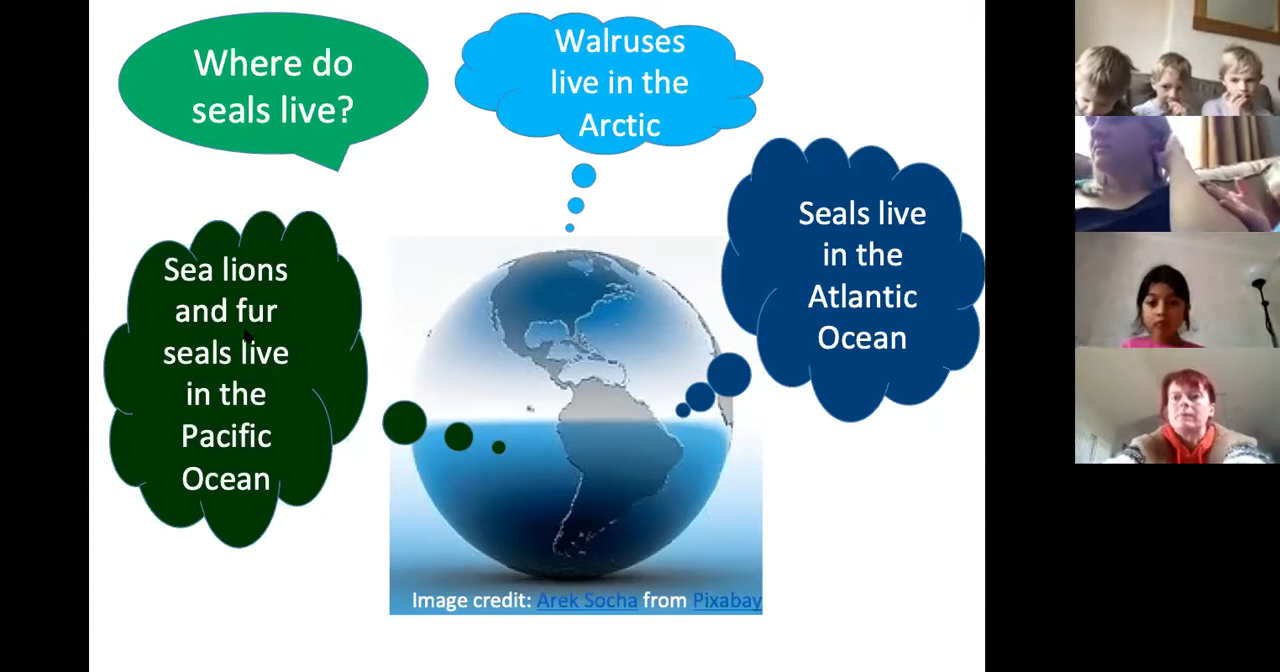 Where do
seals live?
Walruses
live in the
Arctic
Seals live
in the
Atlantic
Ocean
Sea lions
and fur
seals live
in the
Pacific
Ocean
Image credit: Arek Socha from Pixabay